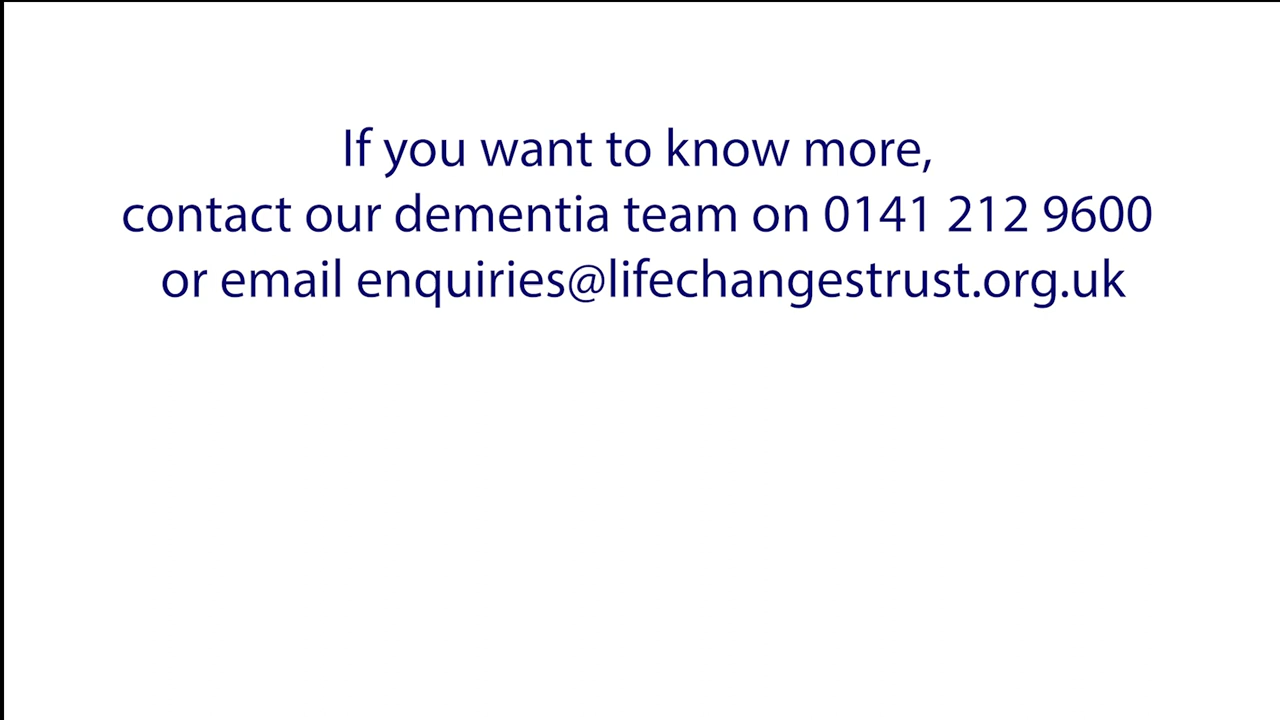 If you want to know more,
contact our dementia team on 0141 212 9600
or email enquiries@lifechangestrust.org.uk